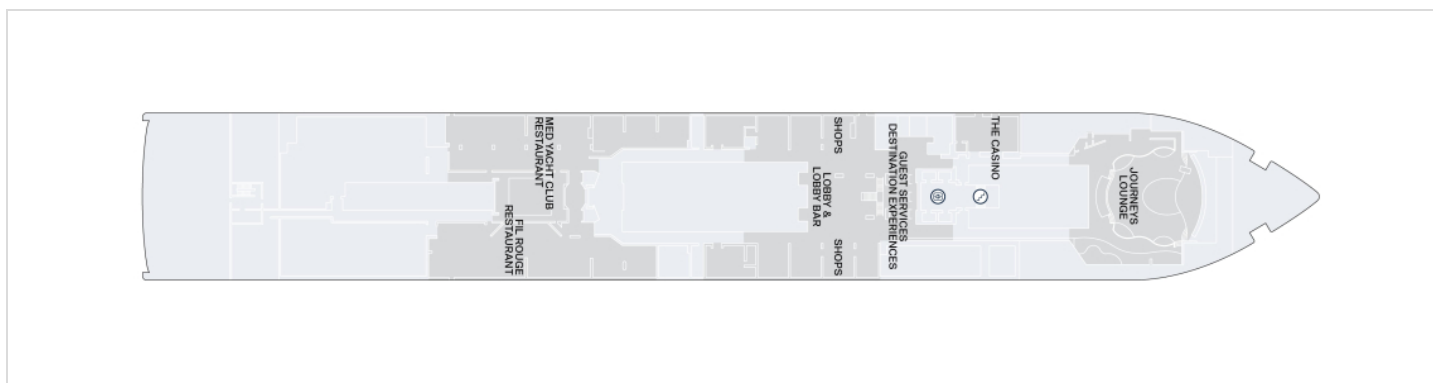 MED YACHT CLUB
RESTAURANT
FIL ROUGE
RESTAURANT
SHOPS
LOBBY &
LOBBY BAR
SHOPS
GUEST SERVICES
DESTINATION EXPERIENCES
THE CASINO
JOURNEYS
LOUNGE